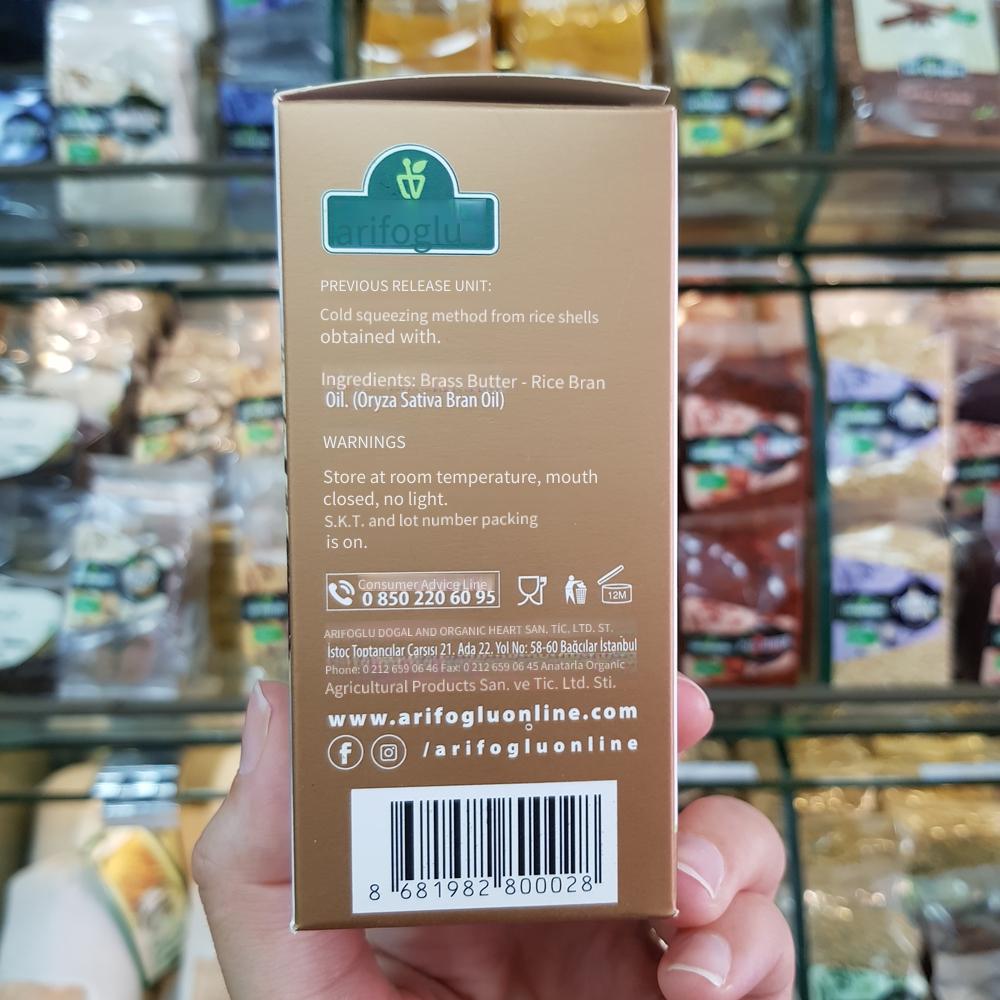 arifoglu
PREVIOUS RELEASE UNIT:
Cold squeezing method from rice shells
obtained with.
Ingredients: Brass Butter - Rice Bran
Oil. (Oryza Sativa Bran Oil)
WARNINGS
Store at room temperature, mouth
closed, no light.
S.K.T. and lot number packing
is on.
Consumer Advice Line
0 850 220 60 95
12M
ARIFOGLU DOGAL AND ORGANIC HEART SAN. TİC. LTD. ST.
İstoç Toptancılar Çarşısı 21. Ada 22. Yol No: 58-60 Bağcılar İstanbul
Phone: 0 212 659 06 46 Fax: 0 212 659 06 45 Anatarla Organic
Agricultural Products San. ve Tic. Ltd. Sti.
www.arifogluonline.com
/arifogluonline
8 681982 800028